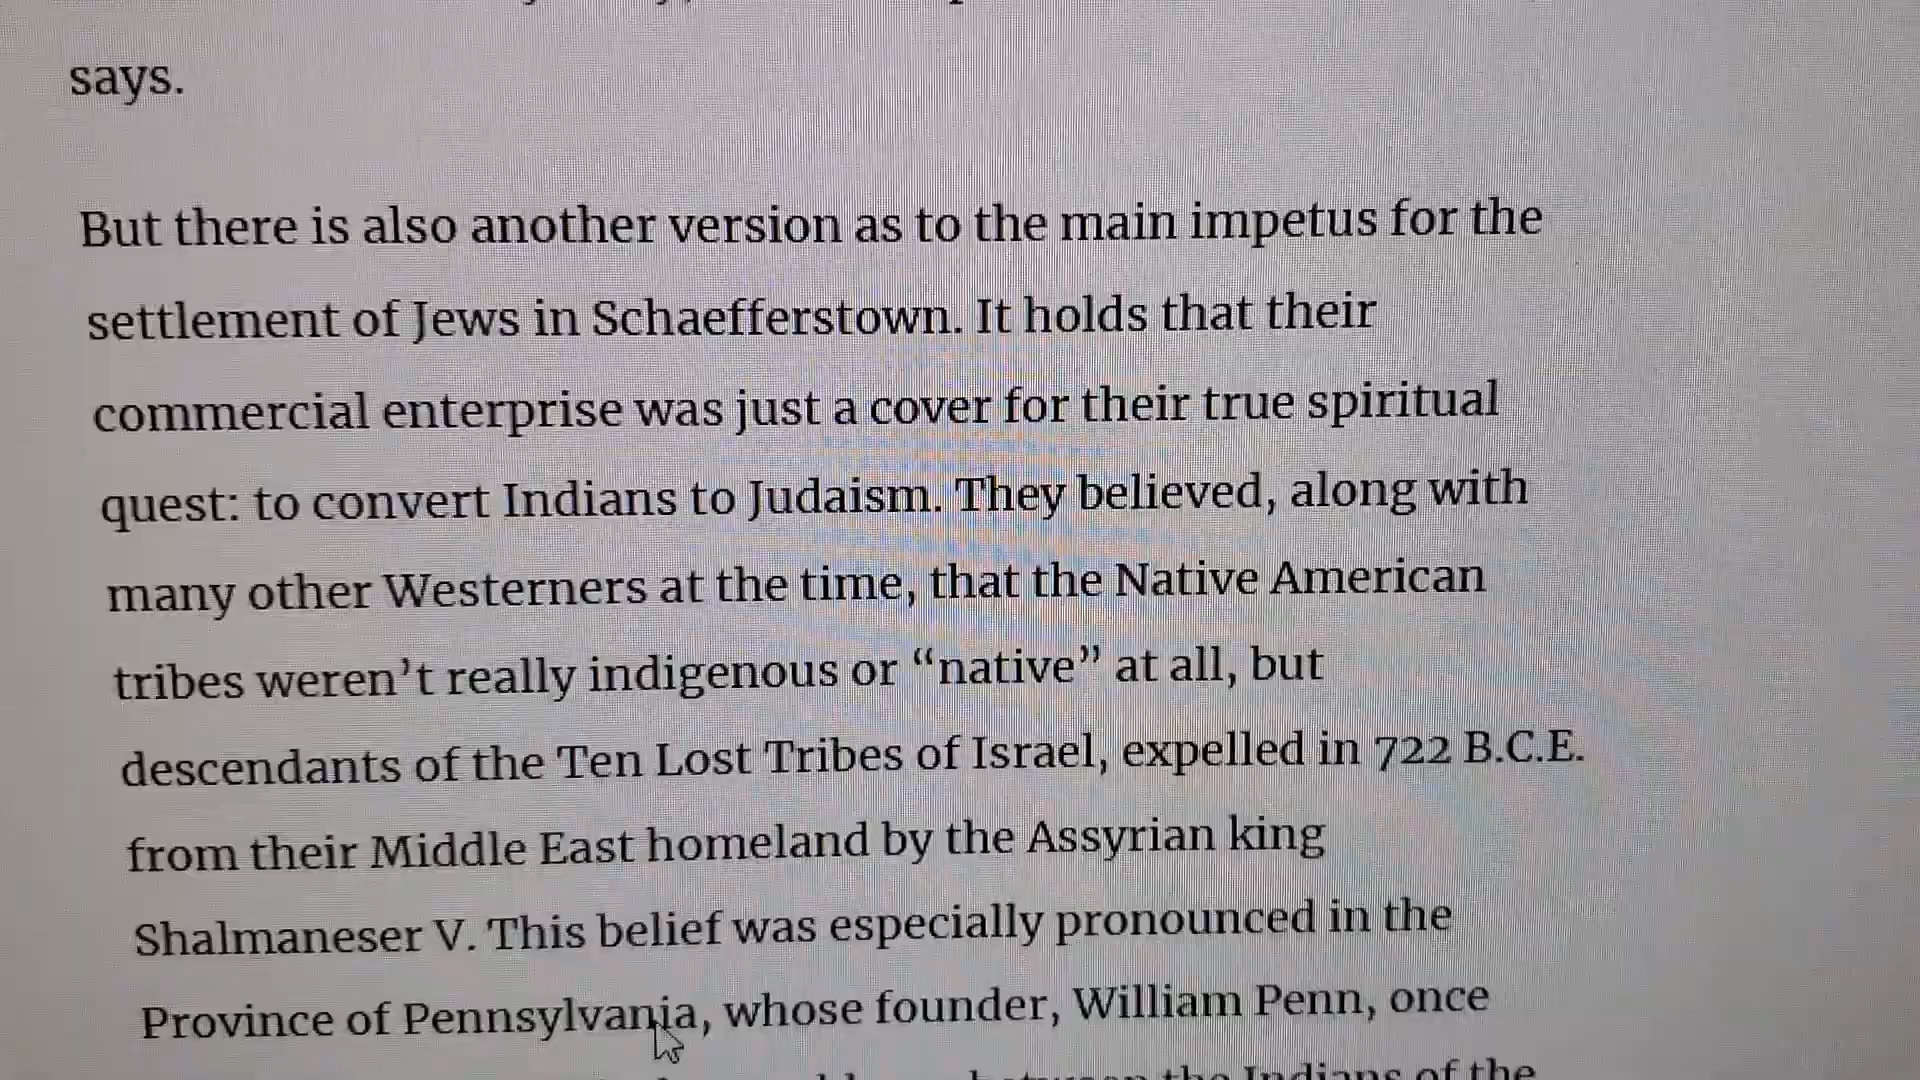 says.
But there is also another version as to the main impetus for the
settlement of Jews in Schaefferstown. It holds that their
commercial enterprise was just a cover for their true spiritual
quest: to convert Indians to Judaism. They believed, along with
many other Westerners at the time, that the Native American
tribes weren’t really indigenous or “native” at all, but
descendants of the Ten Lost Tribes of Israel, expelled in 722 B.C.E.
from their Middle East homeland by the Assyrian king
Shalmaneser V. This belief was especially pronounced in the
Province of Pennsylvania, whose founder, William Penn, once
the Indians of the